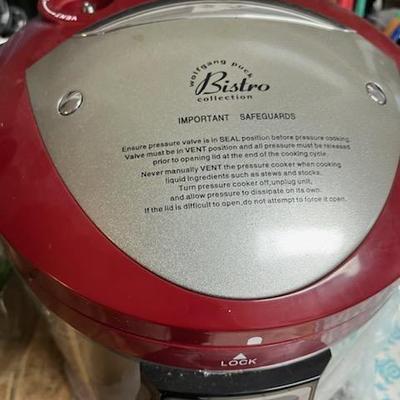 VENT
wolfgang puck
Bistro
collection
IMPORTANT SAFEGUARDS
Ensure pressure valve is in SEAL position before pressure cooking.
Valve must be in VENT position and all pressure must be released
prior to opening lid at the end of the cooking cycle.
Never manually VENT the pressure cooker when cooking
liquid ingredients such as stews and stocks.
Turn pressure cooker off,unplug unit,
and allow pressure to dissipate on its own.
If the lid is difficult to open,do not attempt to force it open.
LOCK